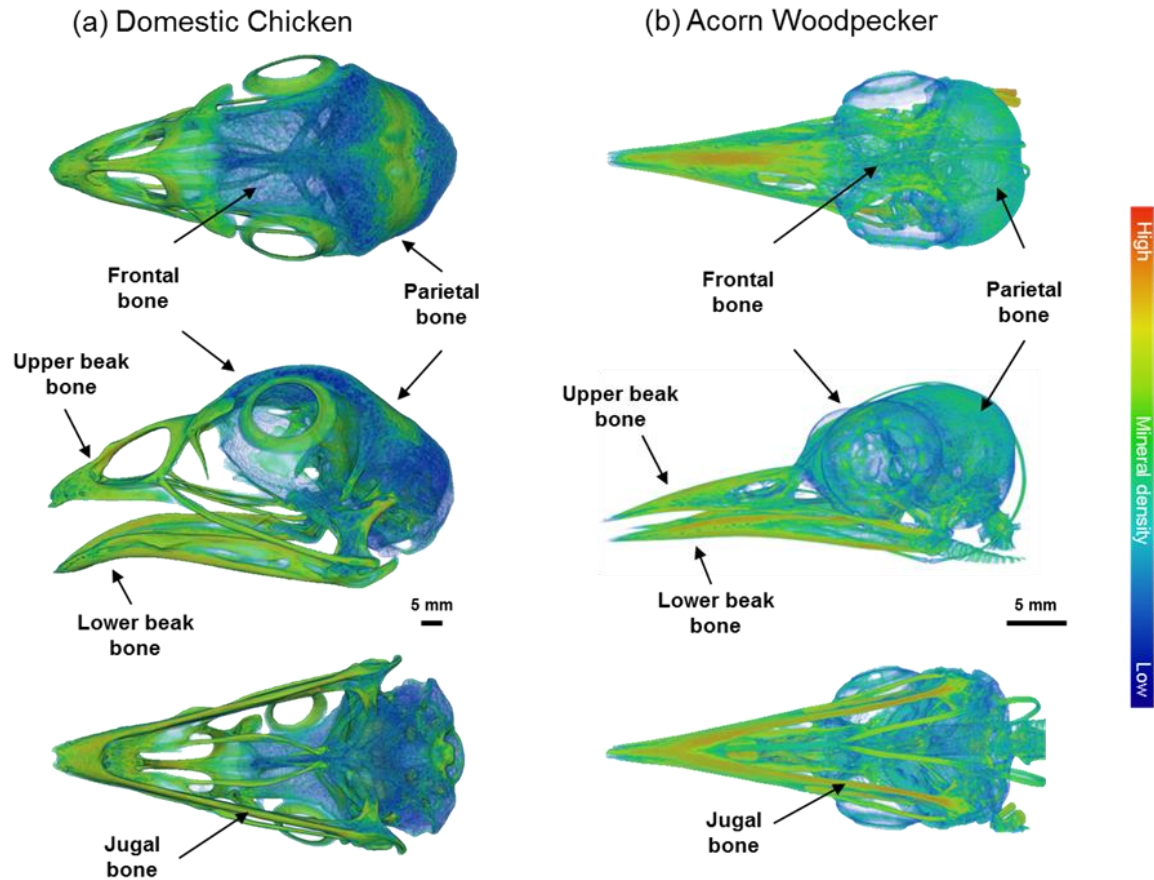 (a) Domestic Chicken
(b) Acorn Woodpecker
Frontal
bone
Parietal
bone
Frontal
bone
Parietal
bone
Upper beak
bone
Upper beak
bone
Lower beak
bone
5 mm
Lower beak
bone
5 mm
Jugal
bone
Jugal
bone
High
Mineral density
Low